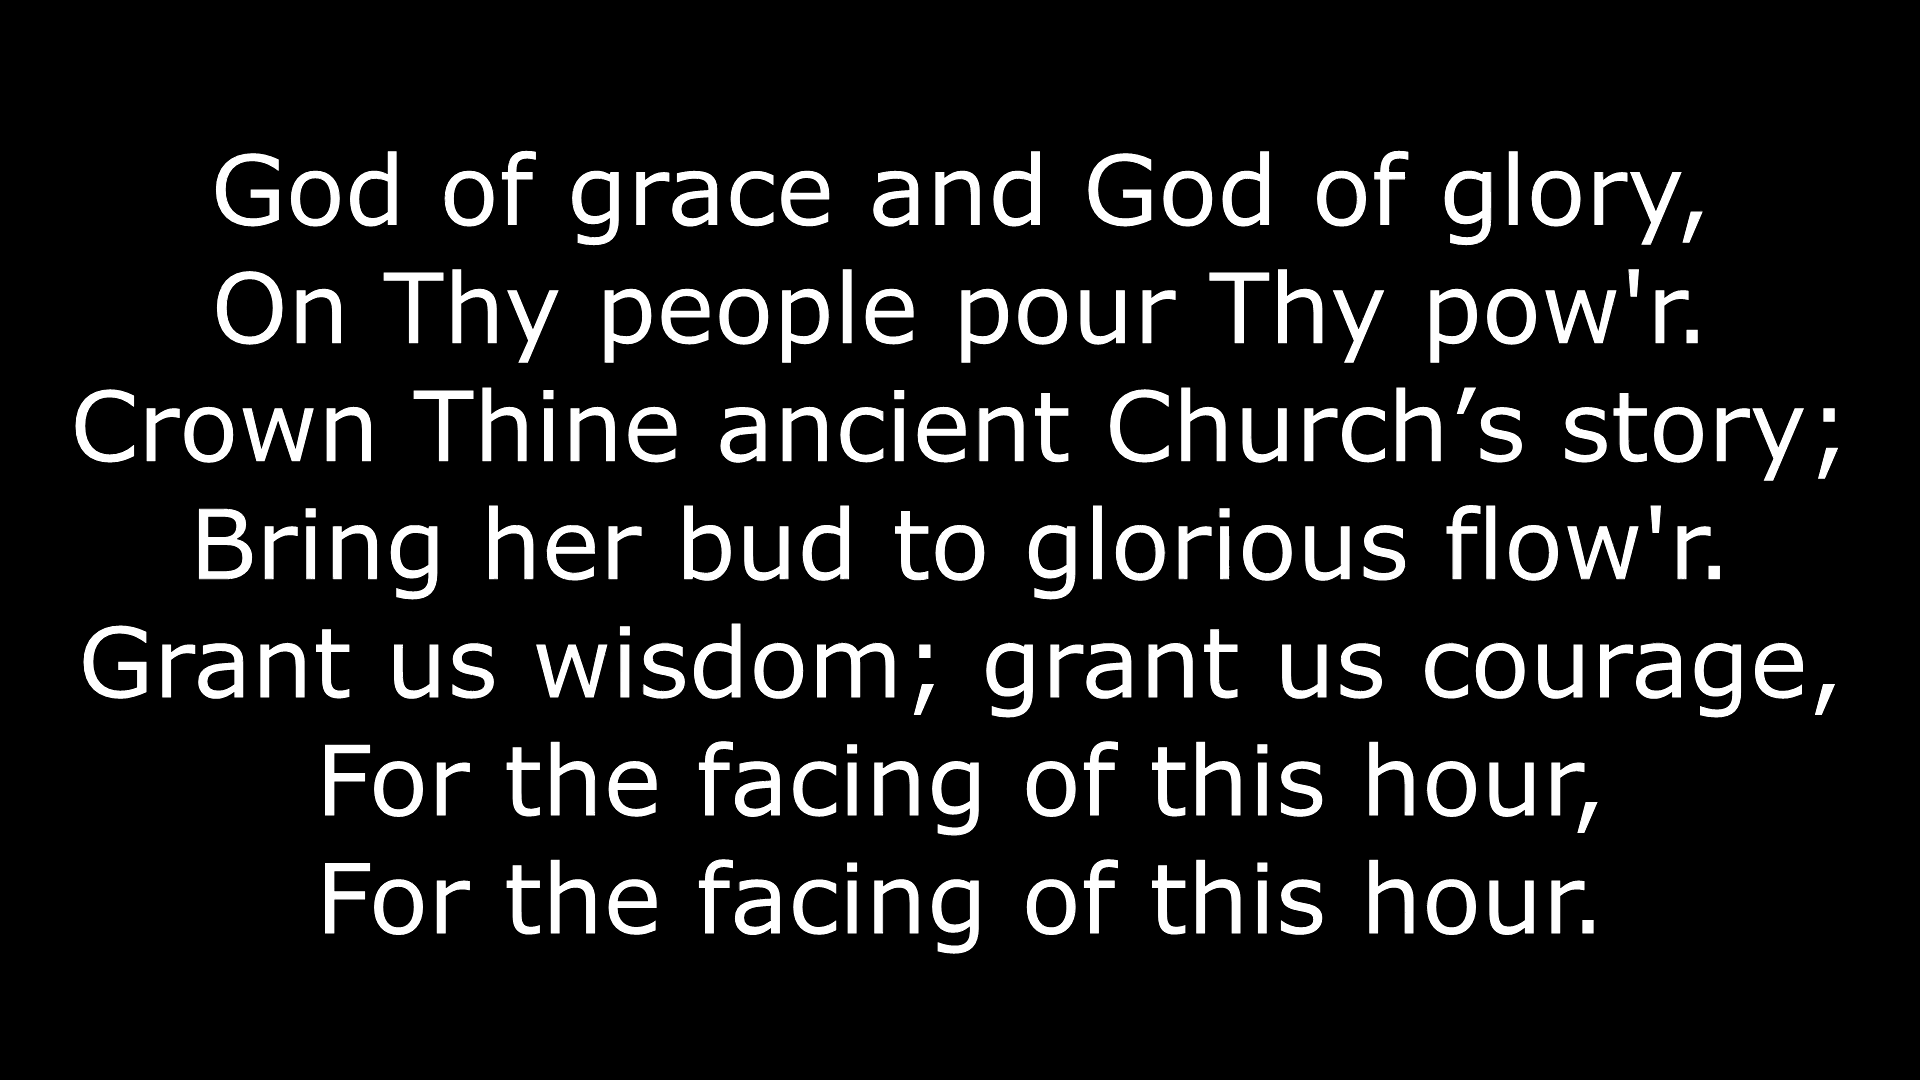 God of grace and God of glory,
On Thy people pour Thy pow'r.
Crown Thine ancient Church’s story;
Bring her bud to glorious flow'r.
Grant us wisdom; grant us courage,
For the facing of this hour,
For the facing of this hour.